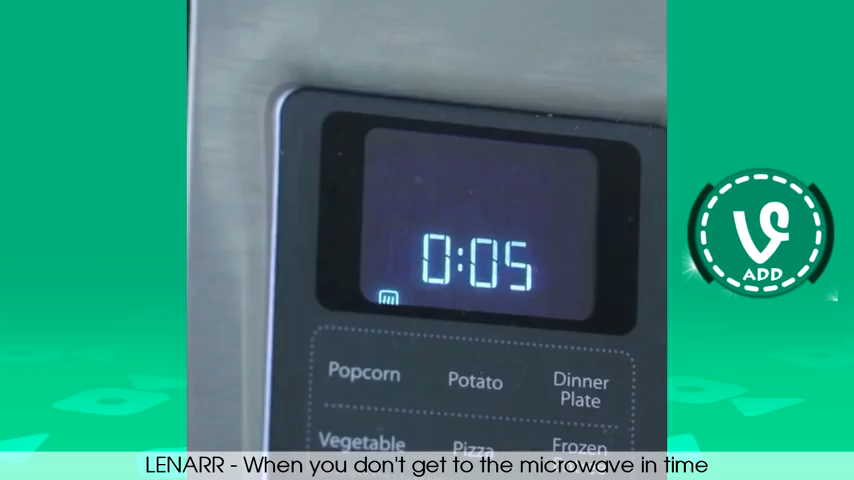 0:05
Popcorn Potato Dinner Plate
Vegetable Pizza Frozen
ADD
LENARR - When you don't get to the microwave in time